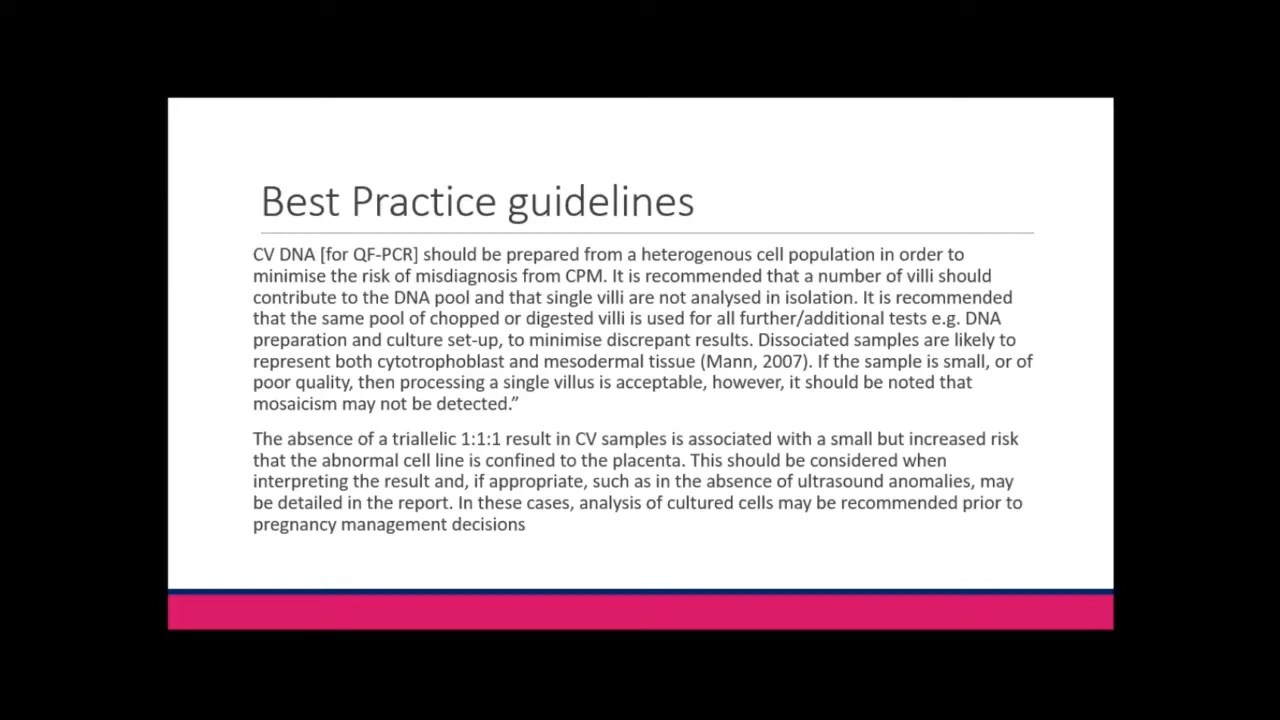 Best Practice guidelines
CV DNA [for QF-PCR] should be prepared from a heterogenous cell population in order to
minimise the risk of misdiagnosis from CPM. It is recommended that a number of villi should
contribute to the DNA pool and that single villi are not analysed in isolation. It is recommended
that the same pool of chopped or digested villi is used for all further/additional tests e.g. DNA
preparation and culture set-up, to minimise discrepant results. Dissociated samples are likely to
represent both cytotrophoblast and mesodermal tissue (Mann, 2007). If the sample is small, or of
poor quality, then processing a single villus is acceptable, however, it should be noted that
mosaicism may not be detected.”
The absence of a triallelic 1:1:1 result in CV samples is associated with a small but increased risk
that the abnormal cell line is confined to the placenta. This should be considered when
interpreting the result and, if appropriate, such as in the absence of ultrasound anomalies, may
be detailed in the report. In these cases, analysis of cultured cells may be recommended prior to
pregnancy management decisions